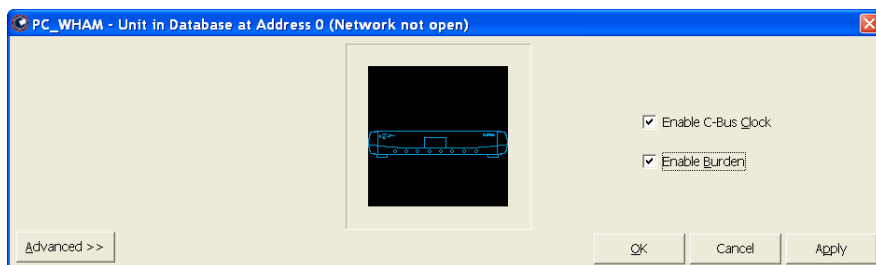 PC_WHAM - Unit in Database at Address 0 (Network not open)
Enable C-Bus Clock
Enable Burden
Advanced >>
OK
Cancel
Apply